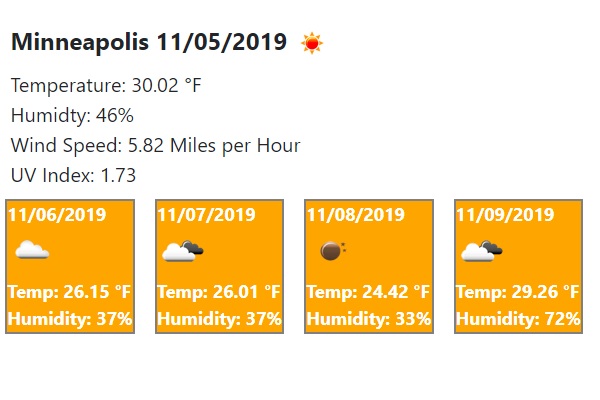 Minneapolis 11/05/2019
Temperature: 30.02 °F
Humidty: 46%
Wind Speed: 5.82 Miles per Hour
UV Index: 1.73
11/06/2019
Temp: 26.15 °F
Humidity: 37%
11/07/2019
Temp: 26.01 °F
Humidity: 37%
11/08/2019
Temp: 24.42 °F
Humidity: 33%
11/09/2019
Temp: 29.26 °F
Humidity: 72%